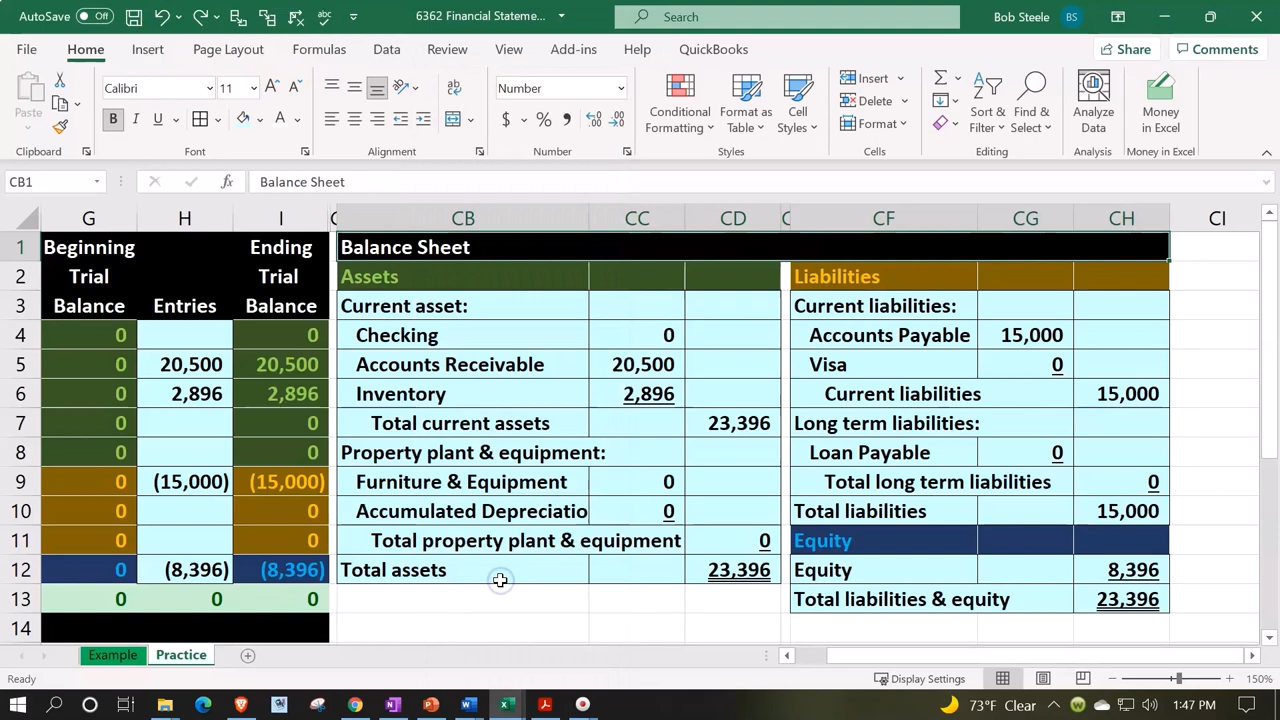 AutoSave Off 6362 Financial Stateme... Search Bob Steele BS
File Home Insert Page Layout Formulas Data Review View Add-ins Help QuickBooks Share Comments
Paste Calibri 11 B I U Number $ % Conditional Formatting Format as Table Cell Styles Insert Delete Format Sort & Filter Find & Select Analyze Data Money in Excel
Clipboard Font Alignment Number Styles Cells Editing Analysis Money in Excel
CB1 fx Balance Sheet
G H I CB CC CD CF CG CH CI
1 Beginning Ending Balance Sheet
2 Trial Trial Assets Liabilities
3 Balance Entries Balance Current asset: Current liabilities:
4 0 0 Checking 0 Accounts Payable 15,000
5 0 20,500 20,500 Accounts Receivable 20,500 Visa 0
6 0 2,896 2,896 Inventory 2,896 Current liabilities 15,000
7 0 0 Total current assets 23,396 Long term liabilities:
8 0 0 Property plant & equipment: Loan Payable 0
9 0 (15,000) (15,000) Furniture & Equipment 0 Total long term liabilities 0
10 0 0 Accumulated Depreciatio 0 Total liabilities 15,000
11 0 0 Total property plant & equipment 0 Equity
12 0 (8,396) (8,396) Total assets 23,396 Equity 8,396
13 0 0 0 Total liabilities & equity 23,396
14
Example Practice
Ready Display Settings 150%
73°F Clear 1:47 PM